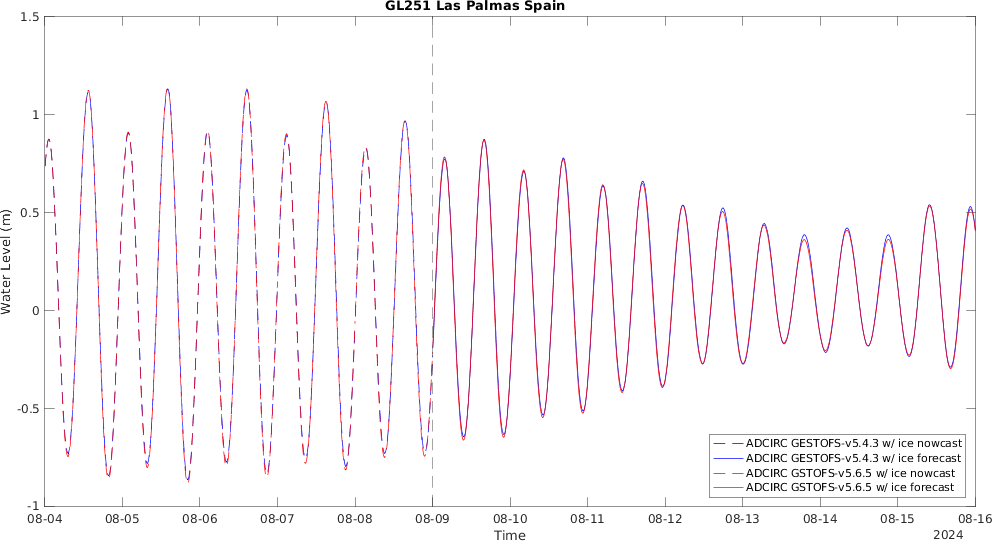 GL251 Las Palmas Spain
1.5
1
0.5
0
-0.5
-1
Water Level (m)
08-04 08-05 08-06 08-07 08-08 08-09 08-10 08-11 08-12 08-13 08-14 08-15 08-16
Time
2024
ADCIRC GESTOFS-v5.4.3 w/ ice nowcast
ADCIRC GESTOFS-v5.4.3 w/ ice forecast
ADCIRC GSTOFS-v5.6.5 w/ ice nowcast
ADCIRC GSTOFS-v5.6.5 w/ ice forecast